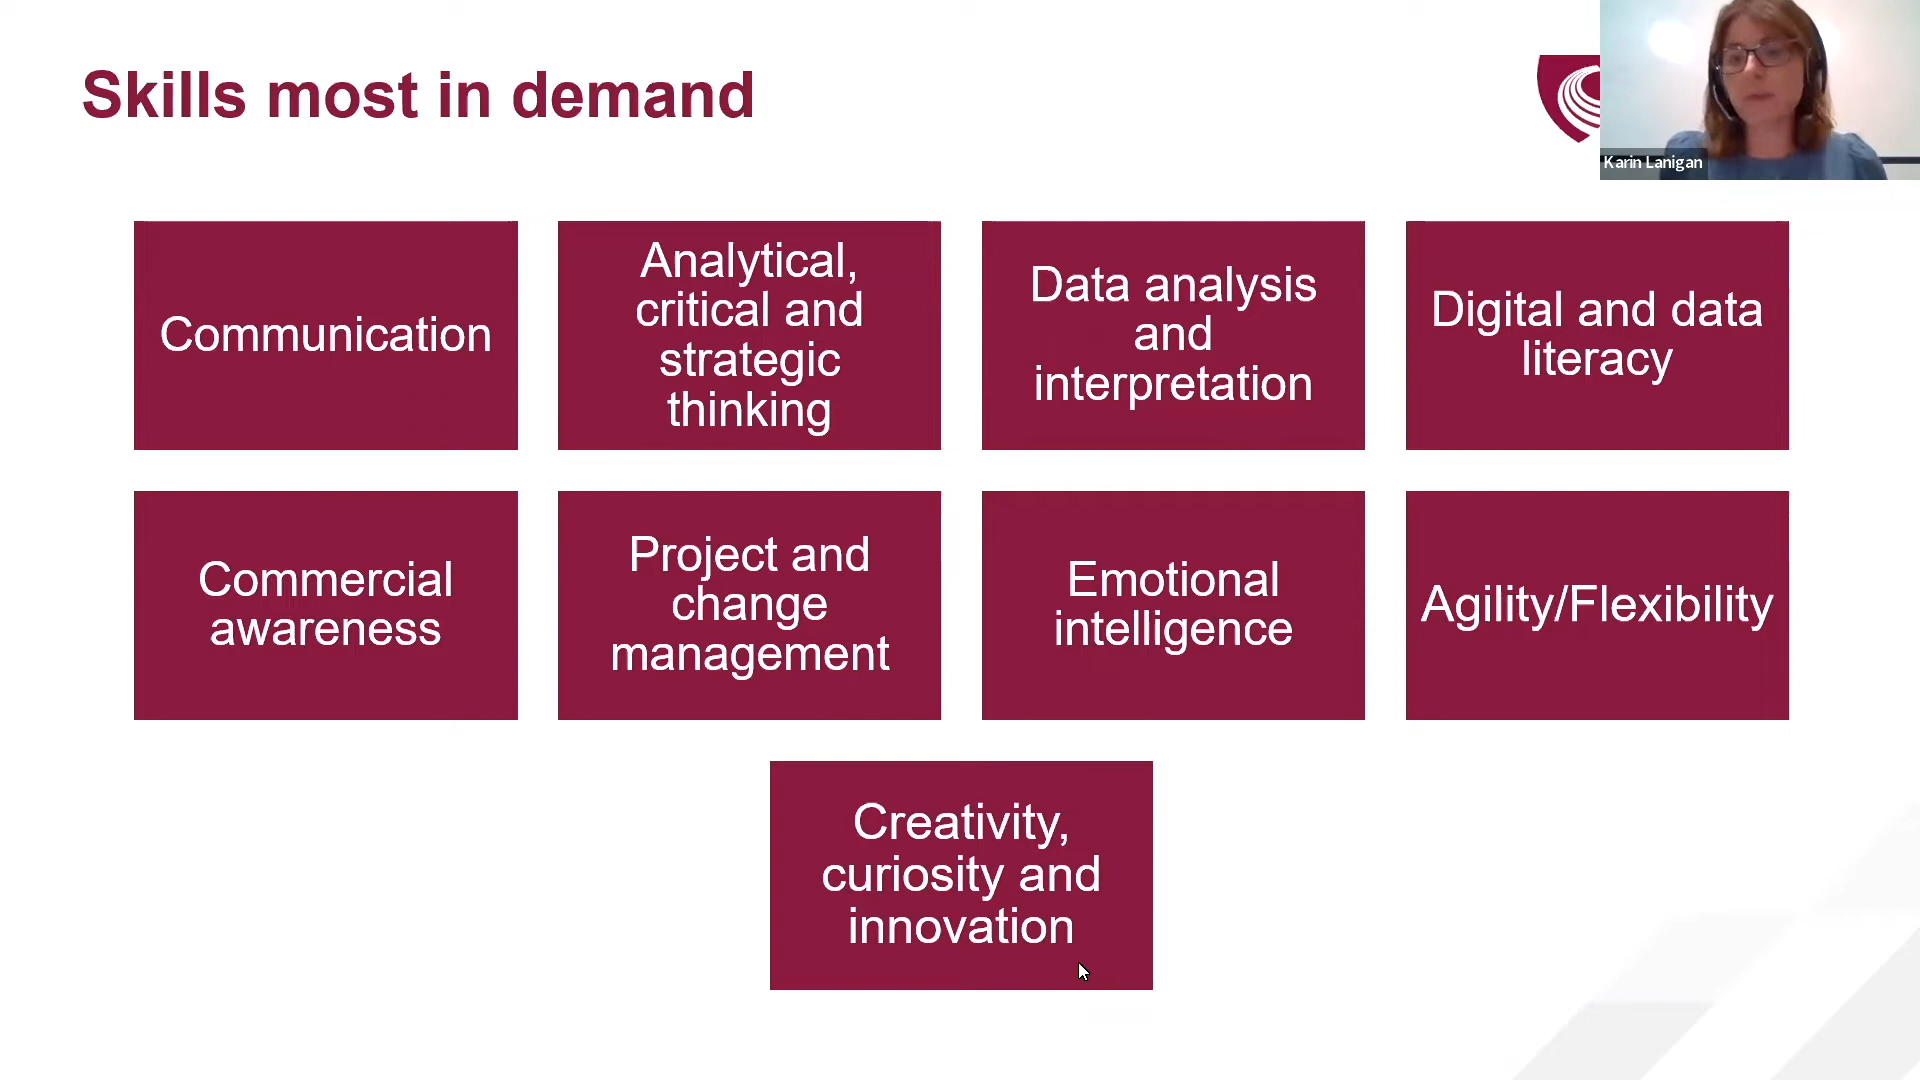 Skills most in demand
Karin Lanigan
Communication
Analytical,
critical and
strategic
thinking
Data analysis
and
interpretation
Digital and data
literacy
Commercial
awareness
Project and
change
management
Emotional
intelligence
Agility/Flexibility
Creativity,
curiosity and
innovation